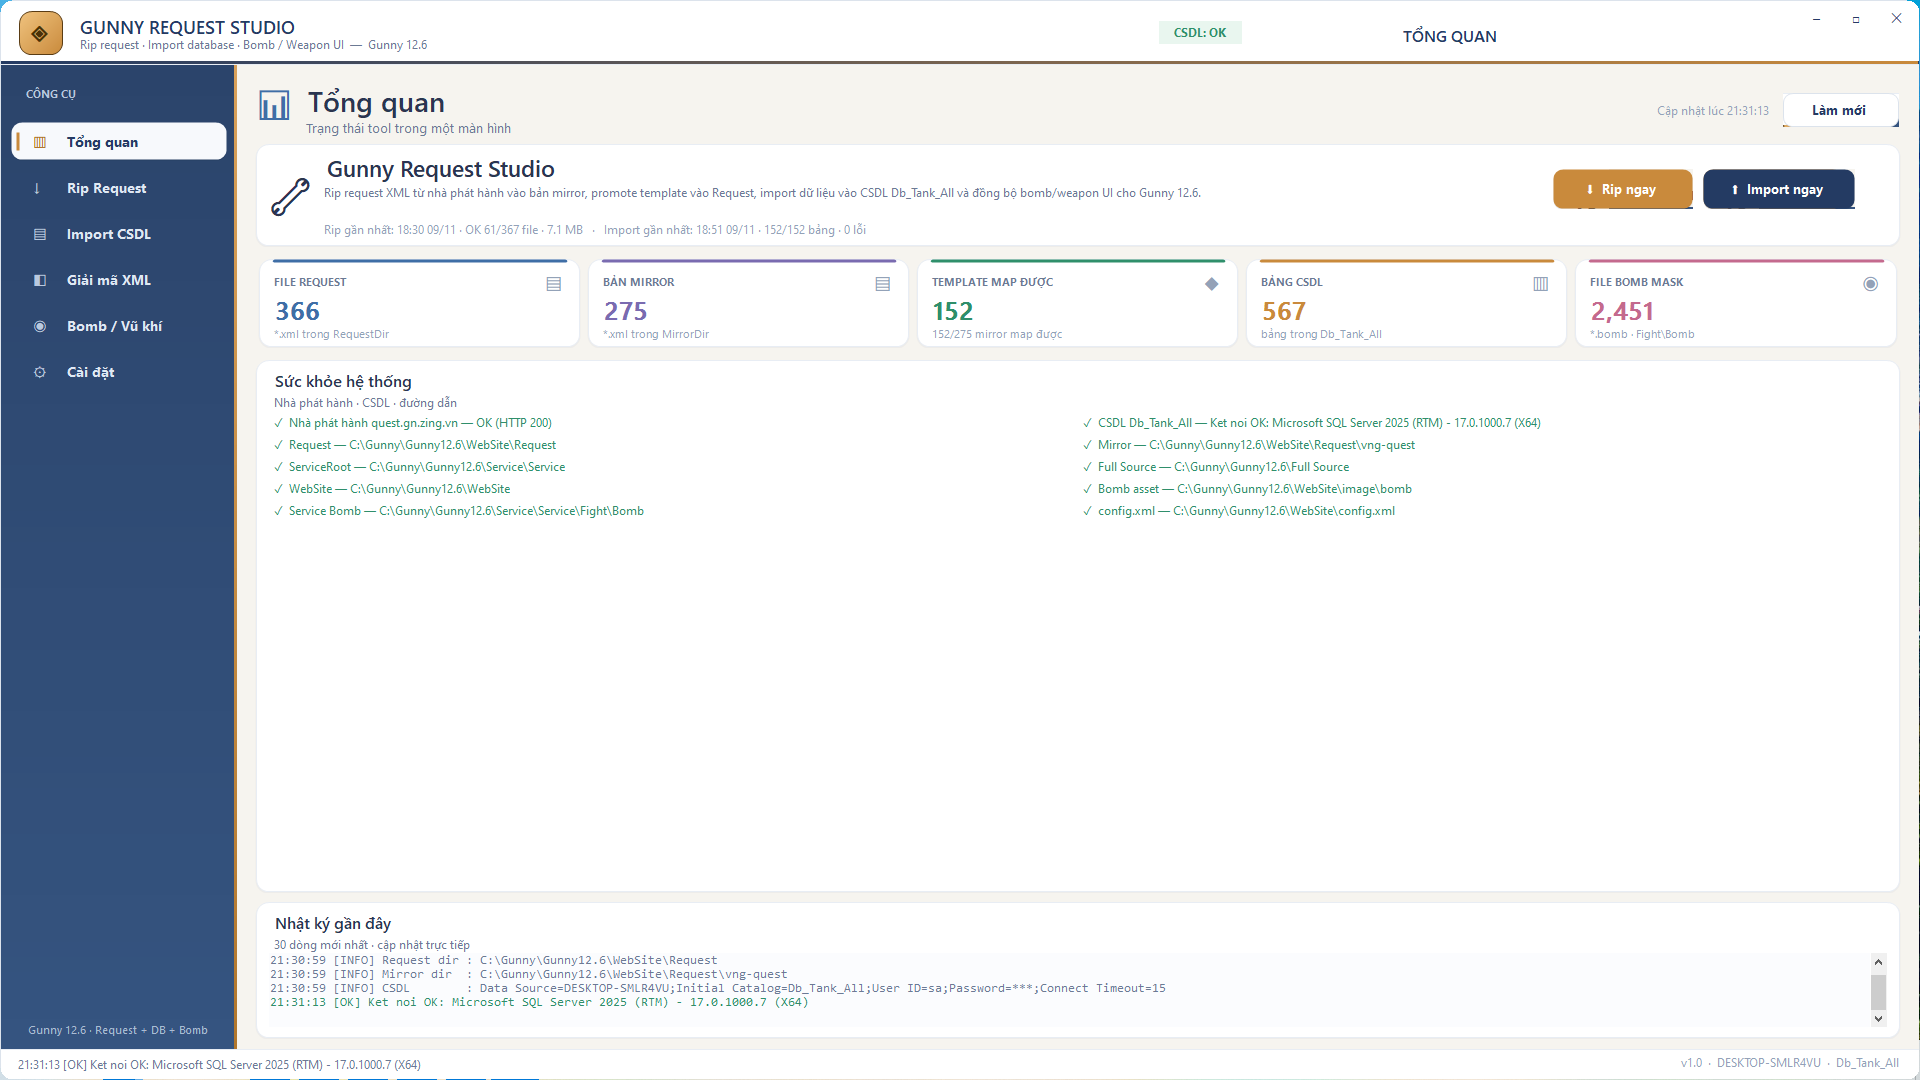 GUNNY REQUEST STUDIO
Rip request · Import database · Bomb / Weapon UI — Gunny 12.6
CSDL: OK
TỔNG QUAN
CÔNG CỤ
Tổng quan
Rip Request
Import CSDL
Giải mã XML
Bomb / Vũ khí
Cài đặt
Gunny 12.6 · Request + DB + Bomb
Tổng quan
Trạng thái tool trong một màn hình
Cập nhật lúc 21:31:13
Làm mới
Gunny Request Studio
Rip request XML từ nhà phát hành vào bản mirror, promote template vào Request, import dữ liệu vào CSDL Db_Tank_All và đồng bộ bomb/weapon UI cho Gunny 12.6.
Rip gần nhất: 18:30 09/11 · OK 61/367 file · 7.1 MB · Import gần nhất: 18:51 09/11 · 152/152 bảng · 0 lỗi
⬇ Rip ngay
⬆ Import ngay
FILE REQUEST
366
*.xml trong RequestDir
BẢN MIRROR
275
*.xml trong MirrorDir
TEMPLATE MAP ĐƯỢC
152
152/275 mirror map được
BẢNG CSDL
567
bảng trong Db_Tank_All
FILE BOMB MASK
2,451
*.bomb · Fight\Bomb
Sức khỏe hệ thống
Nhà phát hành · CSDL · đường dẫn
✓ Nhà phát hành quest.gn.zing.vn — OK (HTTP 200)
✓ CSDL Db_Tank_All — Ket noi OK: Microsoft SQL Server 2025 (RTM) - 17.0.1000.7 (X64)
✓ Request — C:\Gunny\Gunny12.6\WebSite\Request
✓ Mirror — C:\Gunny\Gunny12.6\WebSite\Request\vng-quest
✓ ServiceRoot — C:\Gunny\Gunny12.6\Service\Service
✓ Full Source — C:\Gunny\Gunny12.6\Full Source
✓ WebSite — C:\Gunny\Gunny12.6\WebSite
✓ Bomb asset — C:\Gunny\Gunny12.6\WebSite\image\bomb
✓ Service Bomb — C:\Gunny\Gunny12.6\Service\Service\Fight\Bomb
✓ config.xml — C:\Gunny\Gunny12.6\WebSite\config.xml
Nhật ký gần đây
30 dòng mới nhất · cập nhật trực tiếp
21:30:59 [INFO] Request dir : C:\Gunny\Gunny12.6\WebSite\Request
21:30:59 [INFO] Mirror dir  : C:\Gunny\Gunny12.6\WebSite\Request\vng-quest
21:30:59 [INFO] CSDL        : Data Source=DESKTOP-SMLR4VU;Initial Catalog=Db_Tank_All;User ID=sa;Password=***;Connect Timeout=15
21:31:13 [OK] Ket noi OK: Microsoft SQL Server 2025 (RTM) - 17.0.1000.7 (X64)
21:31:13 [OK] Ket noi OK: Microsoft SQL Server 2025 (RTM) - 17.0.1000.7 (X64)
v1.0 · DESKTOP-SMLR4VU · Db_Tank_All